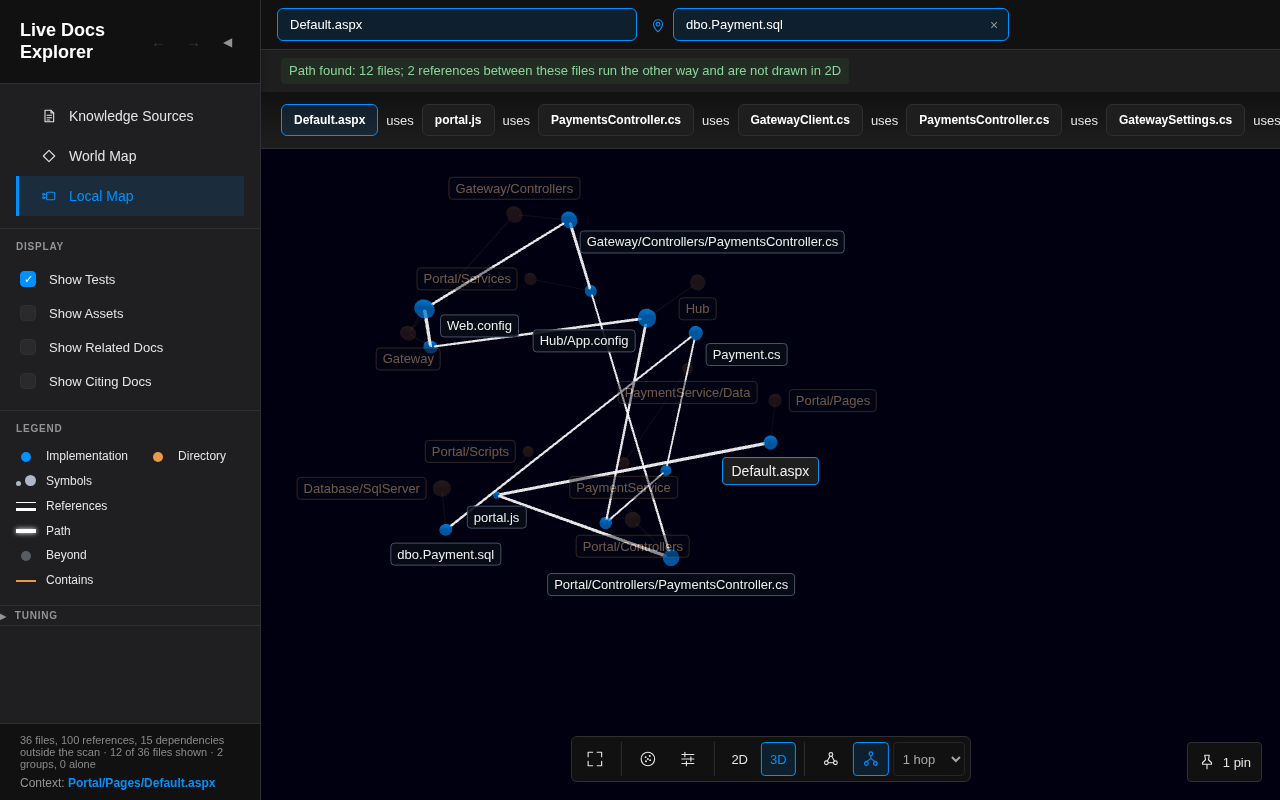 Live Docs
Explorer
← → ◀
Default.aspx
dbo.Payment.sql ×
Path found: 12 files; 2 references between these files run the other way and are not drawn in 2D
Default.aspx uses portal.js uses PaymentsController.cs uses GatewayClient.cs uses PaymentsController.cs uses GatewaySettings.cs uses
Knowledge Sources
World Map
Local Map
DISPLAY
Show Tests
Show Assets
Show Related Docs
Show Citing Docs
LEGEND
Implementation Directory
Symbols
References
Path
Beyond
Contains
TUNING
36 files, 100 references, 15 dependencies
outside the scan · 12 of 36 files shown · 2
groups, 0 alone
Context: Portal/Pages/Default.aspx
Gateway/Controllers
Gateway/Controllers/PaymentsController.cs
Portal/Services
Hub
Web.config
Hub/App.config
Gateway
Payment.cs
PaymentService/Data
Portal/Pages
Portal/Scripts
Default.aspx
Database/SqlServer
PaymentService
portal.js
Portal/Controllers
dbo.Payment.sql
Portal/Controllers/PaymentsController.cs
2D 3D 1 hop
1 pin